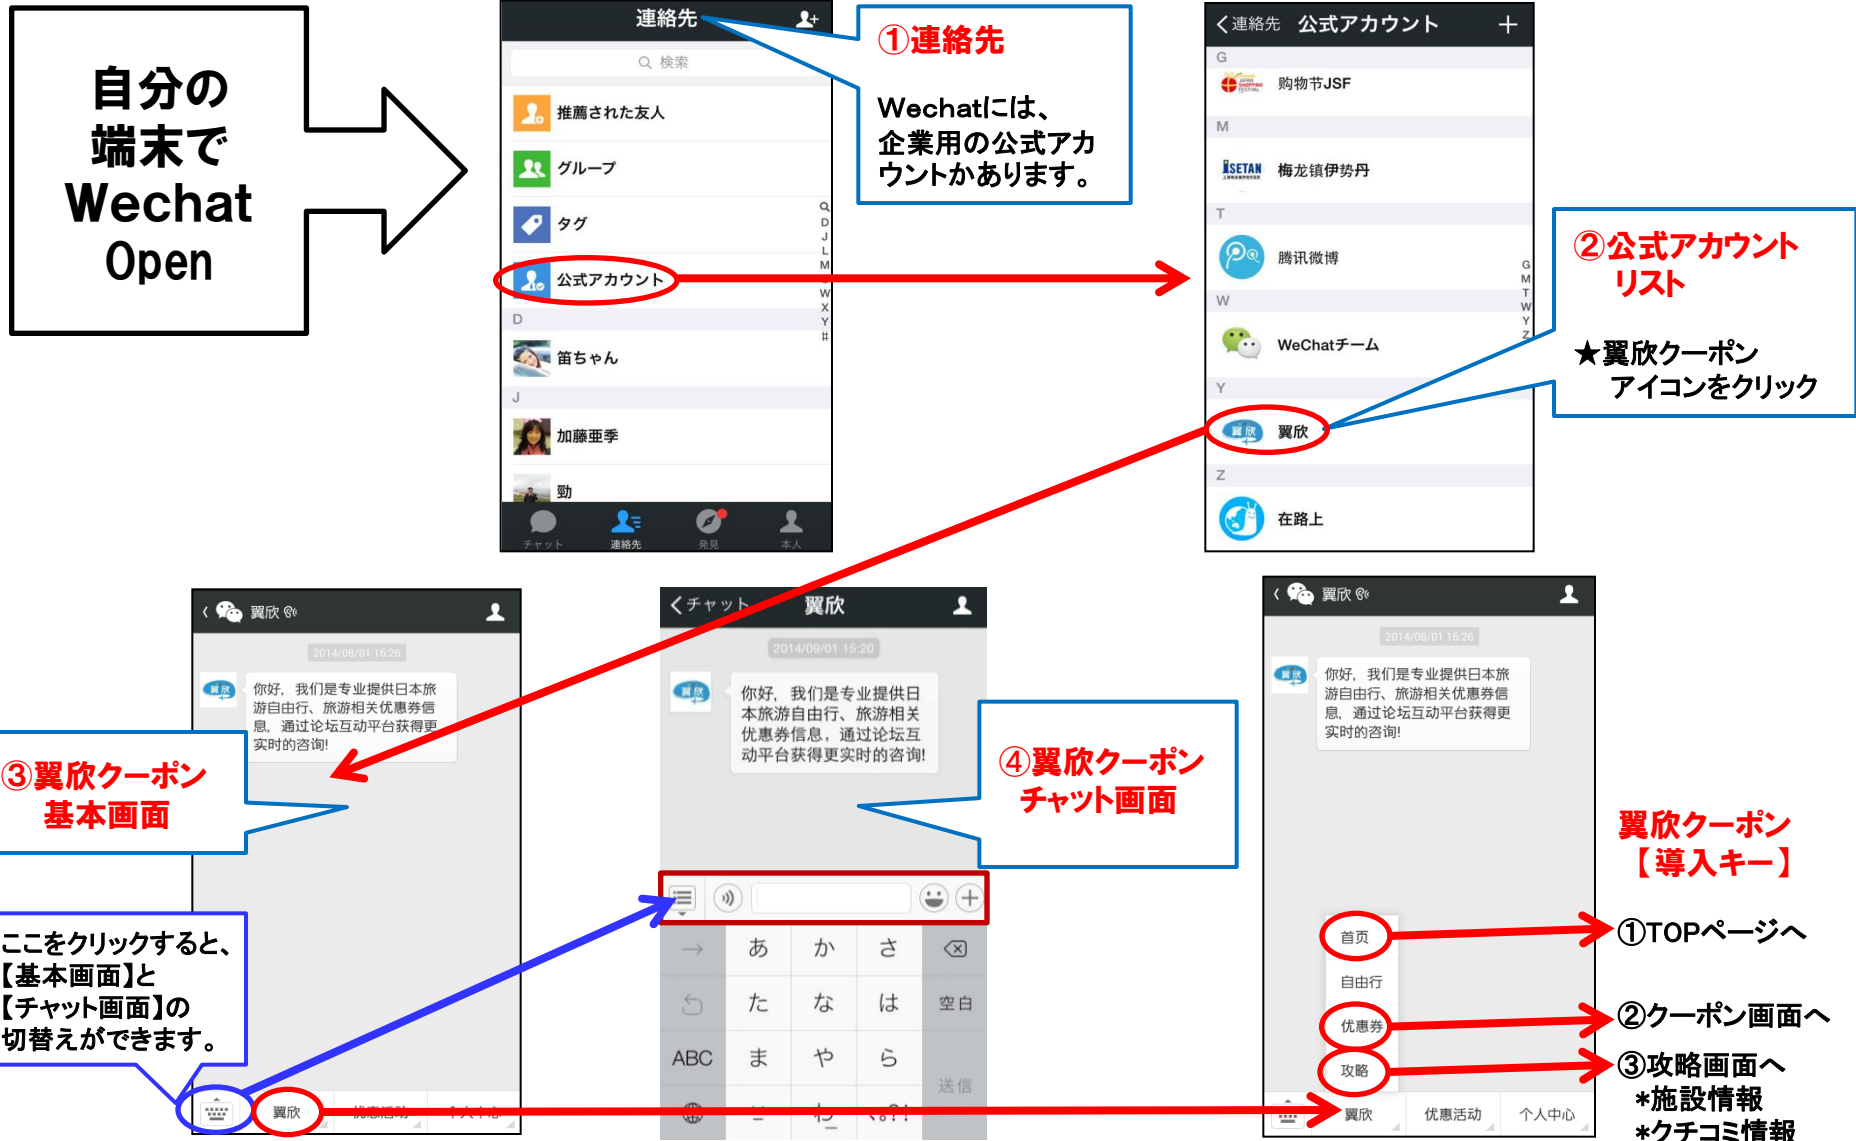 自分の
端末で
Wechat
Open
連絡先
検索
推薦された友人
グループ
タグ
公式アカウント
D
笛ちゃん
J
加藤亜季
勁
チャット
連絡先
発見
本人
D
J
L
M
W
X
Y
#
①連絡先
Wechatには、
企業用の公式アカ
ウントかあります。
連絡先 公式アカウント
G
JAPAN
SHOPPING
FESTIVAL
购物节JSF
M
ISETAN
梅龙镇伊势丹
T
腾讯微博
W
WeChatチーム
Y
翼欣
翼欣
Z
在路上
G
M
T
W
Y
Z
②公式アカウント
リスト
★翼欣クーポン
アイコンをクリック
翼欣
2014/08/01 16:26
翼欣
你好，我们是专业提供日本旅
游自由行、旅游相关优惠券信
息，通过论坛互动平台获得更
实时的咨询!
③翼欣クーポン
基本画面
ここをクリックすると、
【基本画面】と
【チャット画面】の
切替えができます。
翼欣
优惠活动
个人中心
チャット
翼欣
2014/09/01 15:20
翼欣
你好，我们是专业提供日
本旅游自由行、旅游相关
优惠券信息，通过论坛互
动平台获得更实时的咨询!
④翼欣クーポン
チャット画面
→ あ か さ
た な は 空白
ABC ま や ら
送信
わ 、。?!
翼欣
2014/08/01 16:26
翼欣
你好，我们是专业提供日本旅
游自由行、旅游相关优惠券信
息，通过论坛互动平台获得更
实时的咨询!
首页
自由行
优惠券
攻略
翼欣
优惠活动
个人中心
翼欣クーポン
【導入キー】
①TOPページへ
②クーポン画面へ
③攻略画面へ
*施設情報
*クチコミ情報